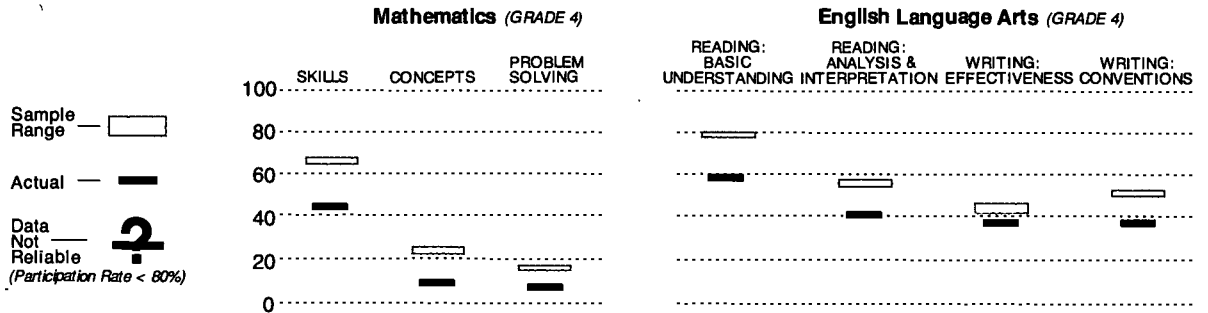 Mathematics (GRADE 4)
SKILLS
CONCEPTS
PROBLEM
SOLVING
100
80
60
40
20
0
English Language Arts (GRADE 4)
READING:
BASIC
UNDERSTANDING
READING:
ANALYSIS &
INTERPRETATION
WRITING:
EFFECTIVENESS
WRITING:
CONVENTIONS
Sample
Range
Actual
Data
Not
Reliable
?
(Participation Rate < 80%)